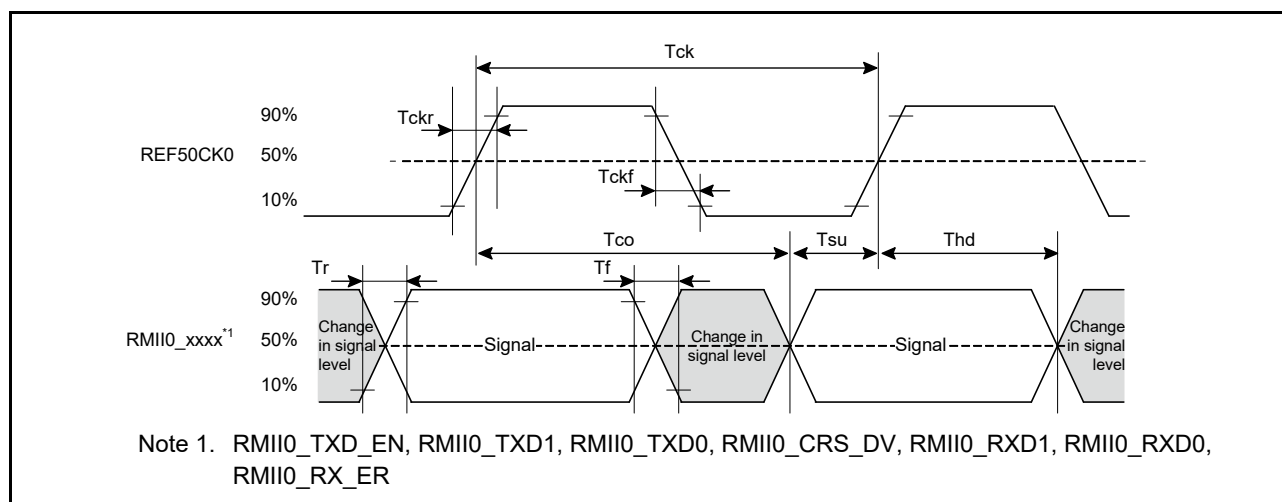 Tck
90%
Tckr
REF50CK0
50%
Tckf
10%
Tco
Tsu
Thd
Tr
Tf
90%
RMII0_xxxx*1
50%
10%
Change
in signal
level
Signal
Change in
signal level
Signal
Change
in signal
level
Note 1. RMII0_TXD_EN, RMII0_TXD1, RMII0_TXD0, RMII0_CRS_DV, RMII0_RXD1, RMII0_RXD0,
RMII0_RX_ER